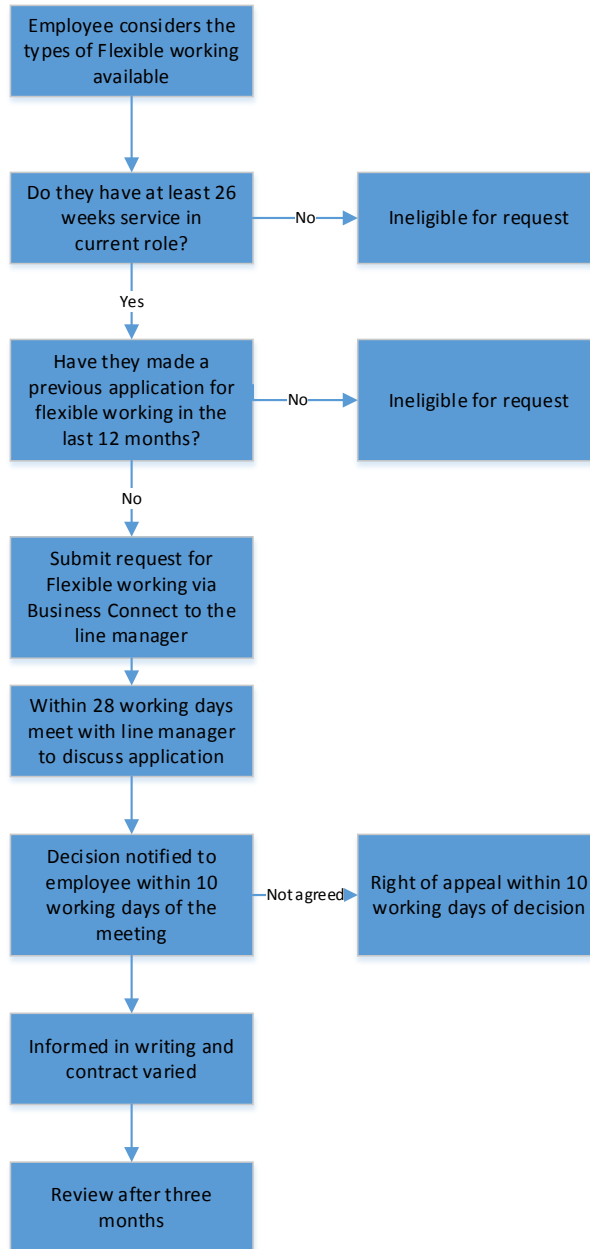 Employee considers the
types of Flexible working
available
Do they have at least 26
weeks service in
current role?
No
Ineligible for request
Yes
Have they made a
previous application for
flexible working in the
last 12 months?
No
Ineligible for request
No
Submit request for
Flexible working via
Business Connect to the
line manager
Within 28 working days
meet with line manager
to discuss application
Decision notified to
employee within 10
working days of the
meeting
Not agreed
Right of appeal within 10
working days of decision
Informed in writing and
contract varied
Review after three
months